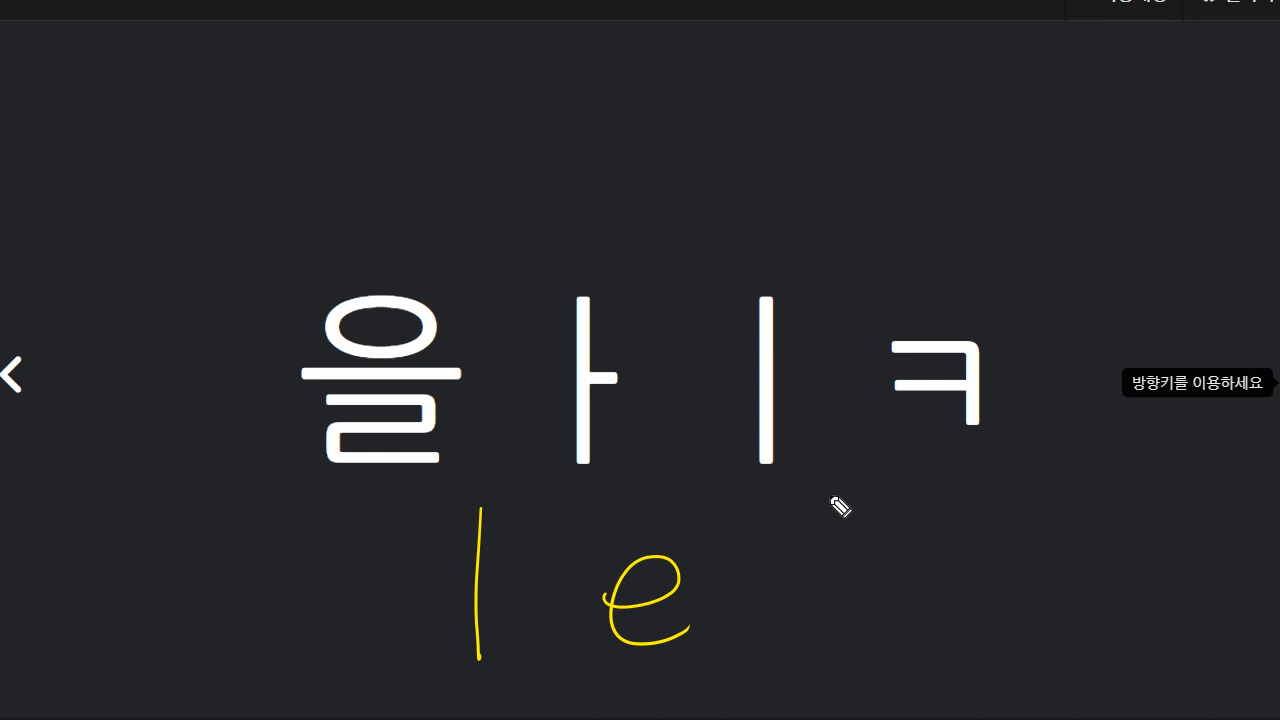 방향키를 이용하세요
을 ㅏ ㅣ ㅋ
l e